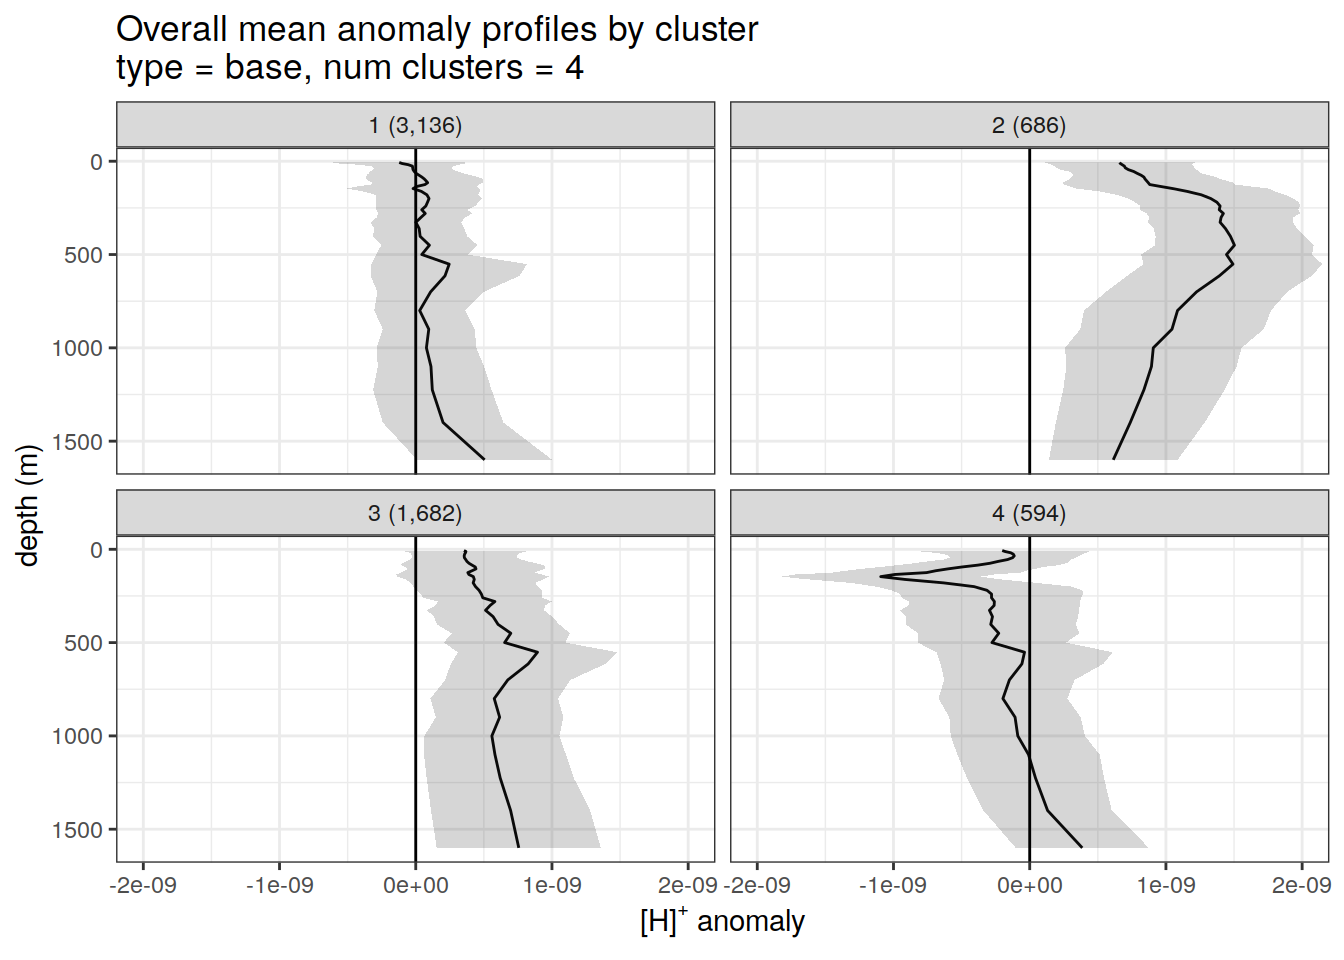 Overall mean anomaly profiles by cluster
type = base, num clusters = 4
1 (3,136)
2 (686)
0
500
1000
1500
3 (1,682)
4 (594)
0
500
1000
1500
depth (m)
-2e-09 -1e-09 0e+00 1e-09 2e-09 -2e-09 -1e-09 0e+00 1e-09 2e-09
[H]⁺ anomaly